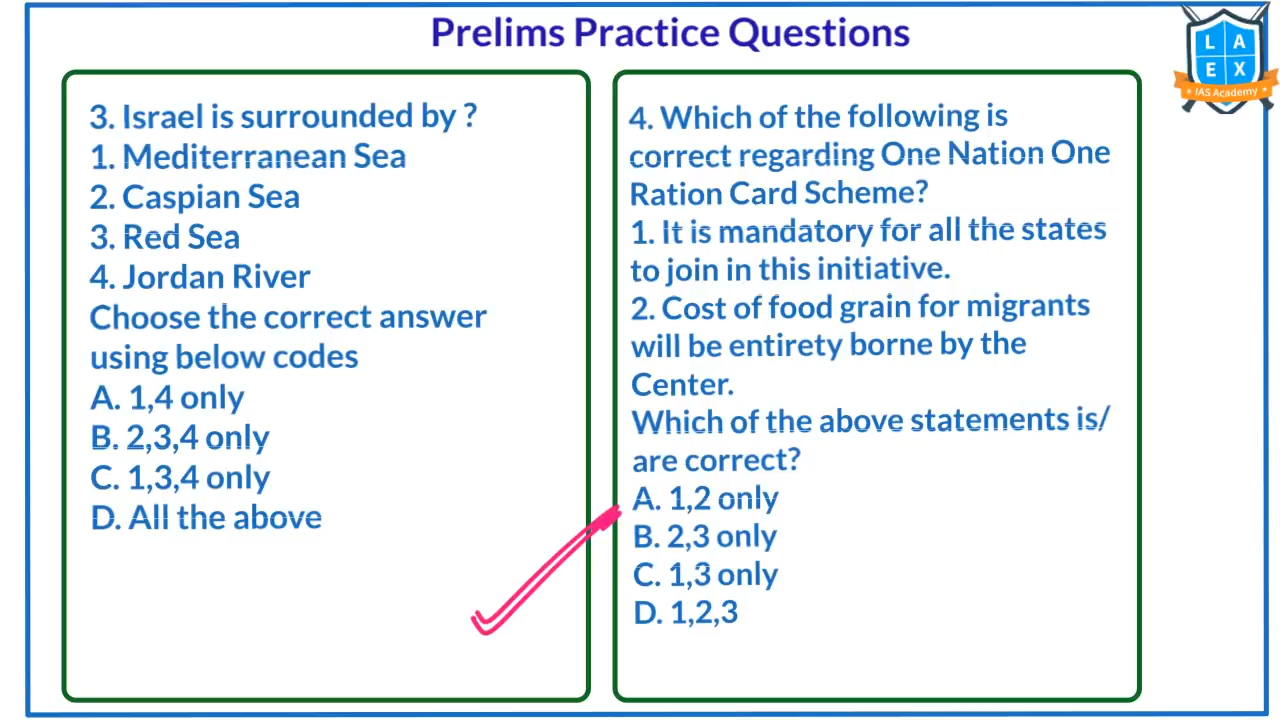 Prelims Practice Questions
L A
E X
IAS Academy
3. Israel is surrounded by ?
1. Mediterranean Sea
2. Caspian Sea
3. Red Sea
4. Jordan River
Choose the correct answer
using below codes
A. 1,4 only
B. 2,3,4 only
C. 1,3,4 only
D. All the above
4. Which of the following is
correct regarding One Nation One
Ration Card Scheme?
1. It is mandatory for all the states
to join in this initiative.
2. Cost of food grain for migrants
will be entirety borne by the
Center.
Which of the above statements is/
are correct?
A. 1,2 only
B. 2,3 only
C. 1,3 only
D. 1,2,3